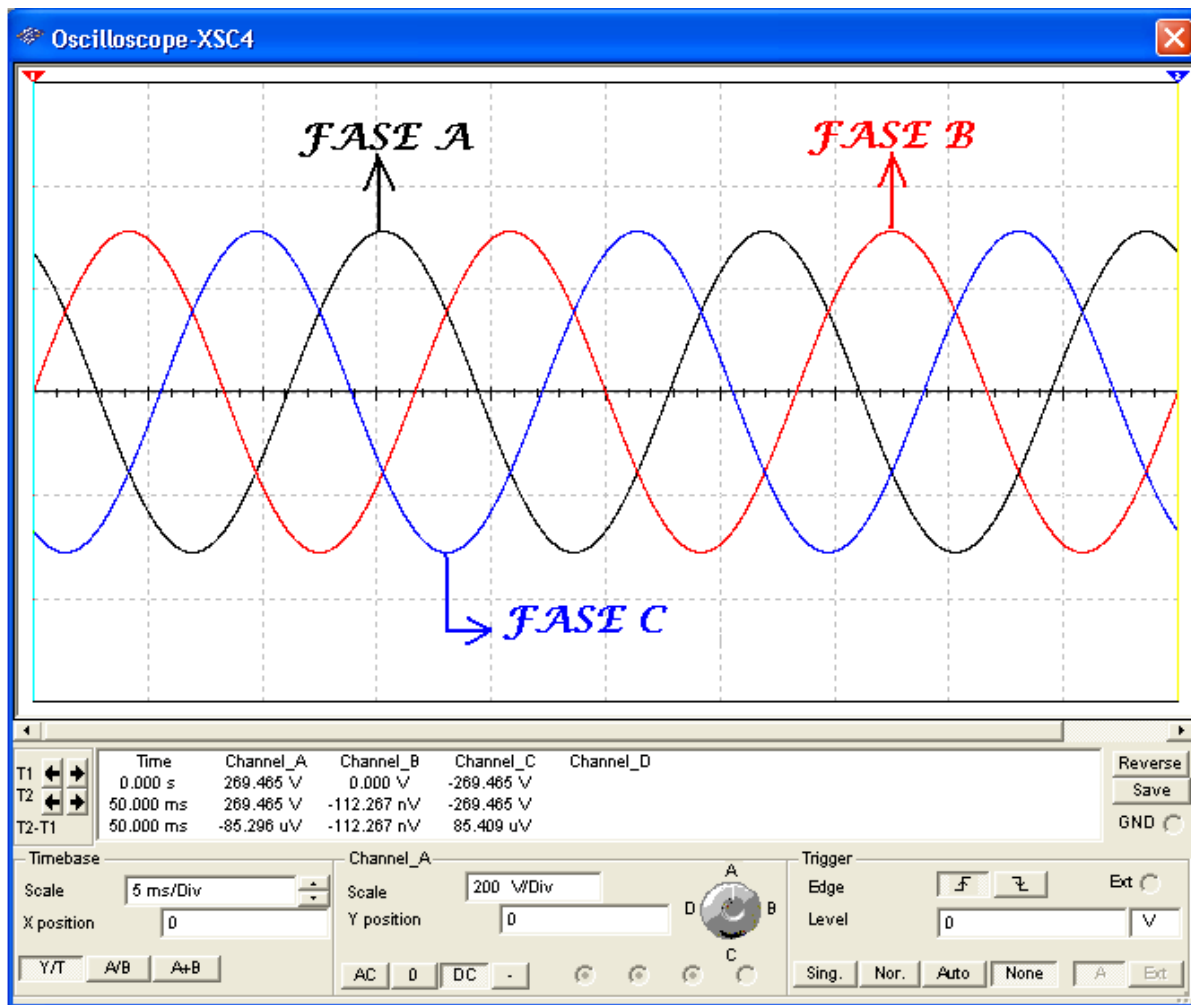 Oscilloscope-XSC4
1
2
FASE A
FASE B
FASE C
Time Channel_A Channel_B Channel_C Channel_D
T1 0.000 s 269.465 V 0.000 V -269.465 V
T2 50.000 ms 269.465 V -112.267 nV -269.465 V
T2-T1 50.000 ms -85.296 uV -112.267 nV 85.409 uV
Reverse
Save
GND
Timebase
Scale 5 ms/Div
X position 0
Y/T A/B A+B
Channel_A
Scale 200 V/Div
Y position 0
AC 0 DC -
A
D B
C
Trigger
Edge Ext
Level 0 V
Sing. Nor. Auto None A Ext